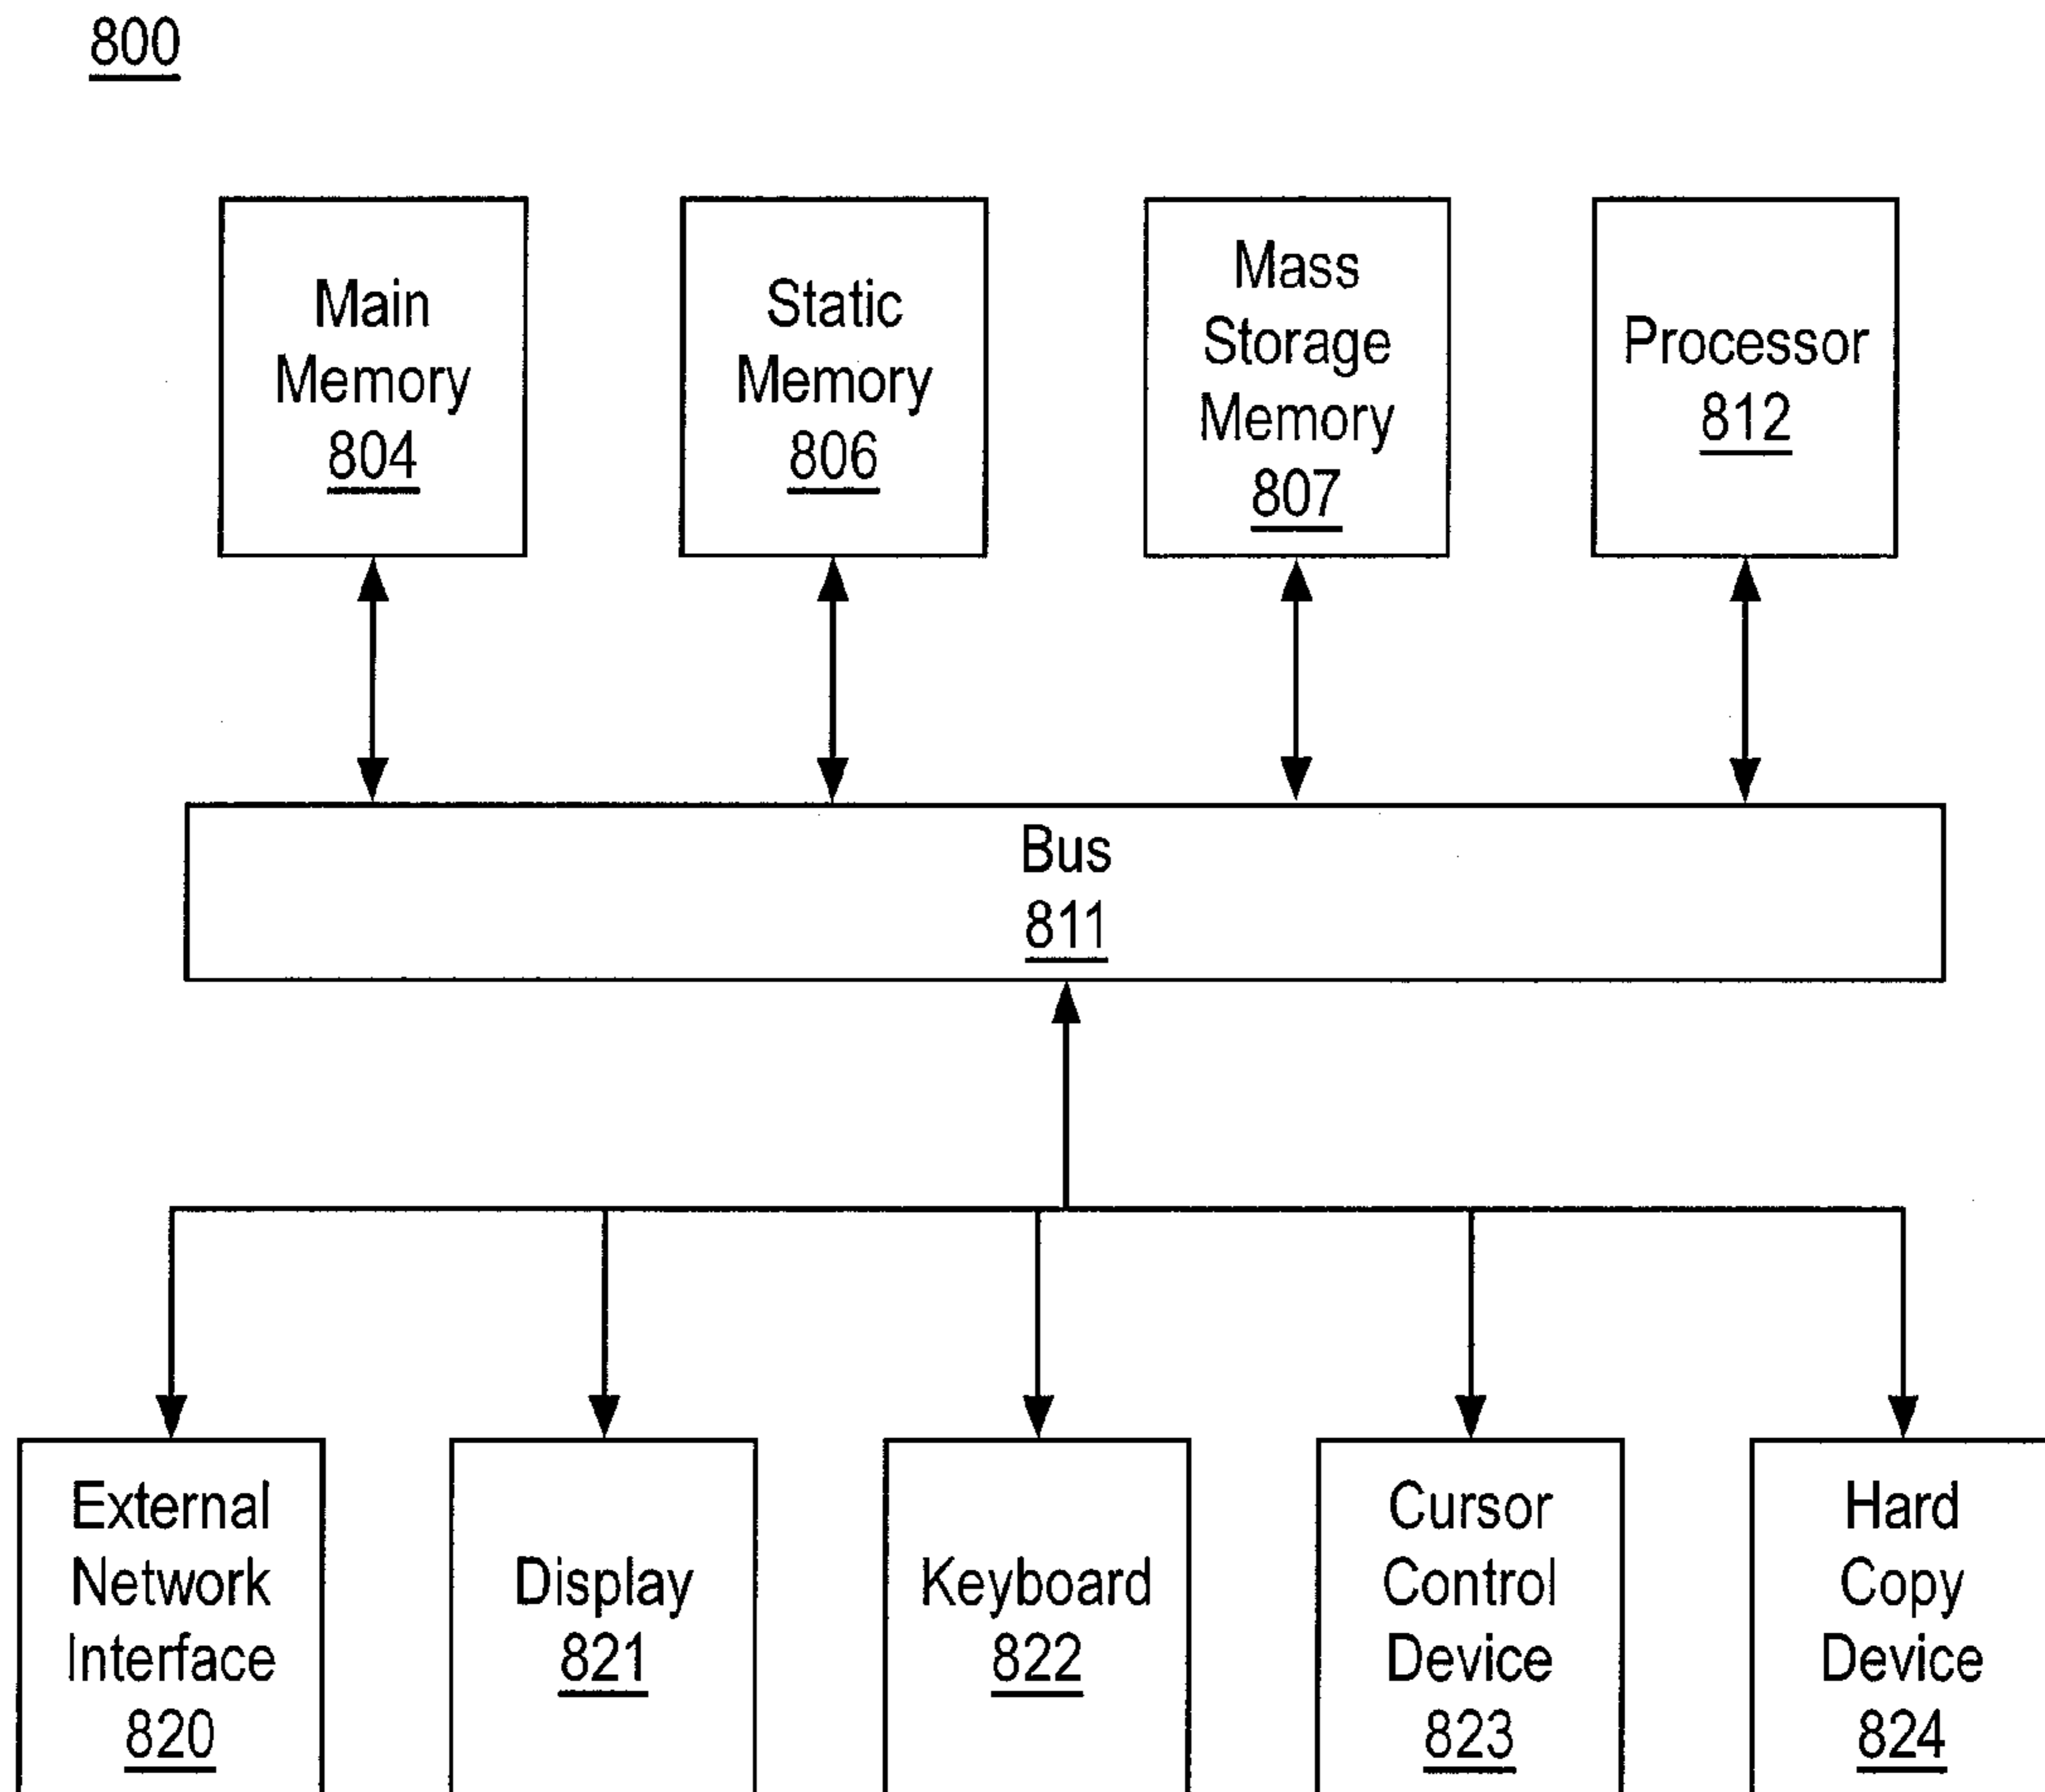 800
Main
Memory
804
Static
Memory
806
Mass
Storage
Memory
807
Processor
812
Bus
811
External
Network
Interface
820
Display
821
Keyboard
822
Cursor
Control
Device
823
Hard
Copy
Device
824